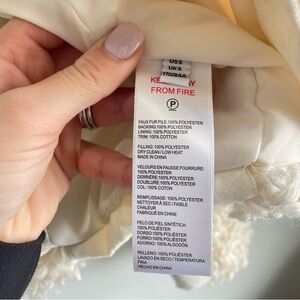 US 5
UK 8
170/84A
KEEP AWAY
FROM FIRE
P
FAUX FUR PILE: 100% POLYESTER
BACKING: 100% POLYESTER
LINING: 100% POLYESTER
TRIM: 100% COTTON
FILLING: 100% POLYESTER
DRY CLEAN / LOW HEAT
MADE IN CHINA
VELOURS EN FAUSSE FOURRURE:
100% POLYESTER
DERRIÈRE: 100% POLYESTER
DOUBLURE: 100% POLYESTER
COL: 100% COTON
REMPLISSAGE: 100% POLYESTER
NETTOYER À SEC / FAIBLE
CHALEUR
FABRIQUÉ EN CHINE
PELO DE PIEL SINTÉTICA:
100% POLIÉSTER
DORSO: 100% POLIÉSTER
FORRO: 100% POLIÉSTER
ADORNO: 100% ALGODÓN
RELLENO: 100% POLIÉSTER
LAVADO EN SECO / TEMPERATURA
FRIA
HECHO EN CHINA